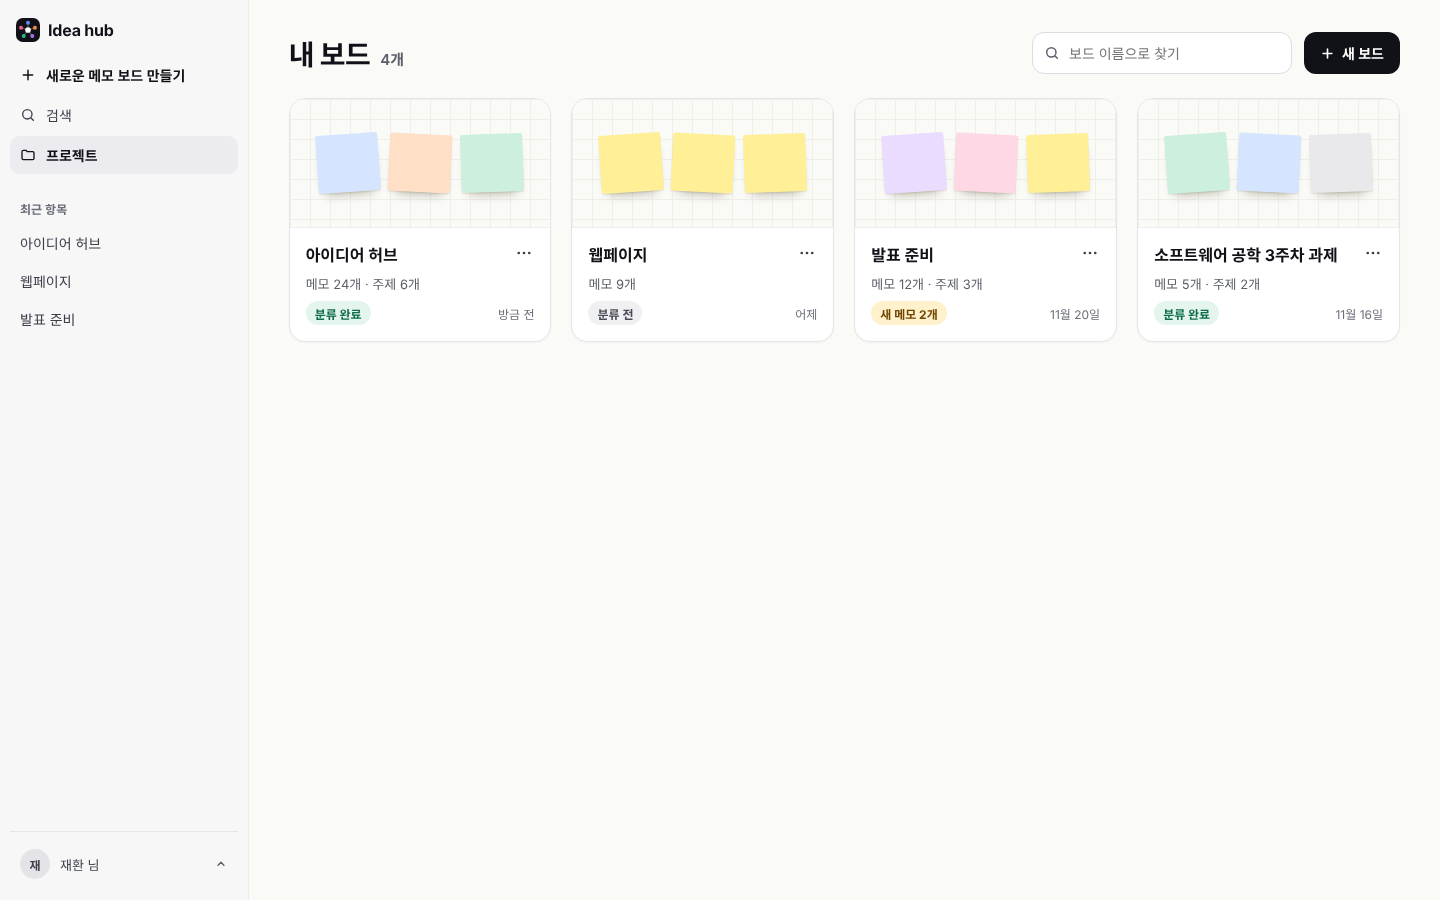 Idea hub
새로운 메모 보드 만들기
검색
프로젝트
최근 항목
아이디어 허브
웹페이지
발표 준비
재 재환 님
내 보드 4개
보드 이름으로 찾기
새 보드
아이디어 허브
메모 24개 · 주제 6개
분류 완료 방금 전
웹페이지
메모 9개
분류 전 어제
발표 준비
메모 12개 · 주제 3개
새 메모 2개 11월 20일
소프트웨어 공학 3주차 과제
메모 5개 · 주제 2개
분류 완료 11월 16일